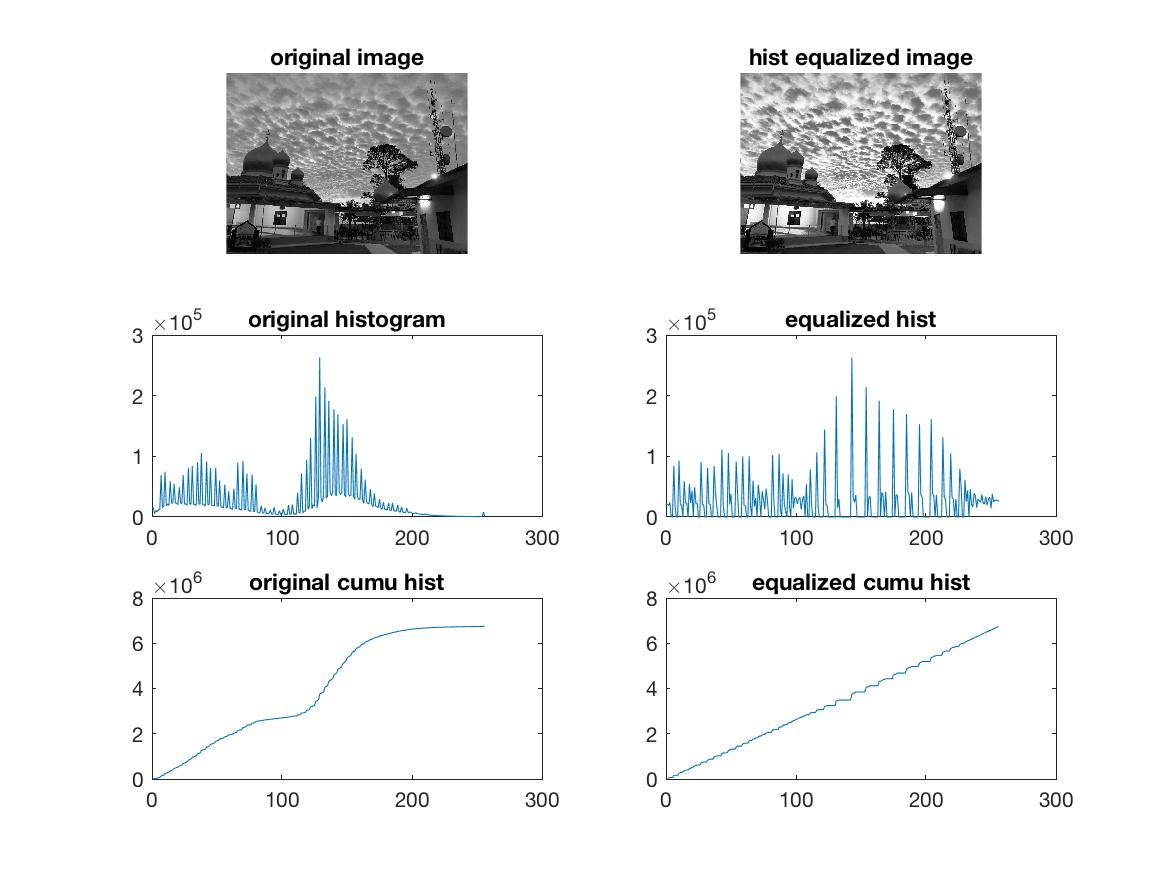 original image
hist equalized image
original histogram
×10^5
3
2
1
0
0 100 200 300
equalized hist
×10^5
3
2
1
0
0 100 200 300
original cumu hist
×10^6
8
6
4
2
0
0 100 200 300
equalized cumu hist
×10^6
8
6
4
2
0
0 100 200 300